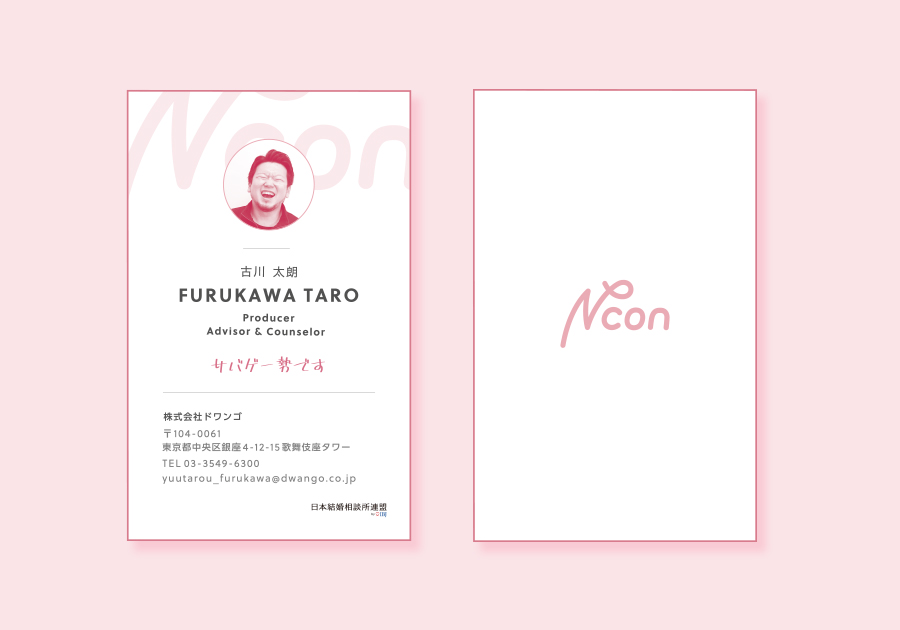 Ncon
古川 太朗
FURUKAWA TARO
Producer
Advisor & Counselor
サバゲー勢です
株式会社ドワンゴ
〒104-0061
東京都中央区銀座4-12-15歌舞伎座タワー
TEL 03-3549-6300
yuutarou_furukawa@dwango.co.jp
日本結婚相談所連盟
Ncon